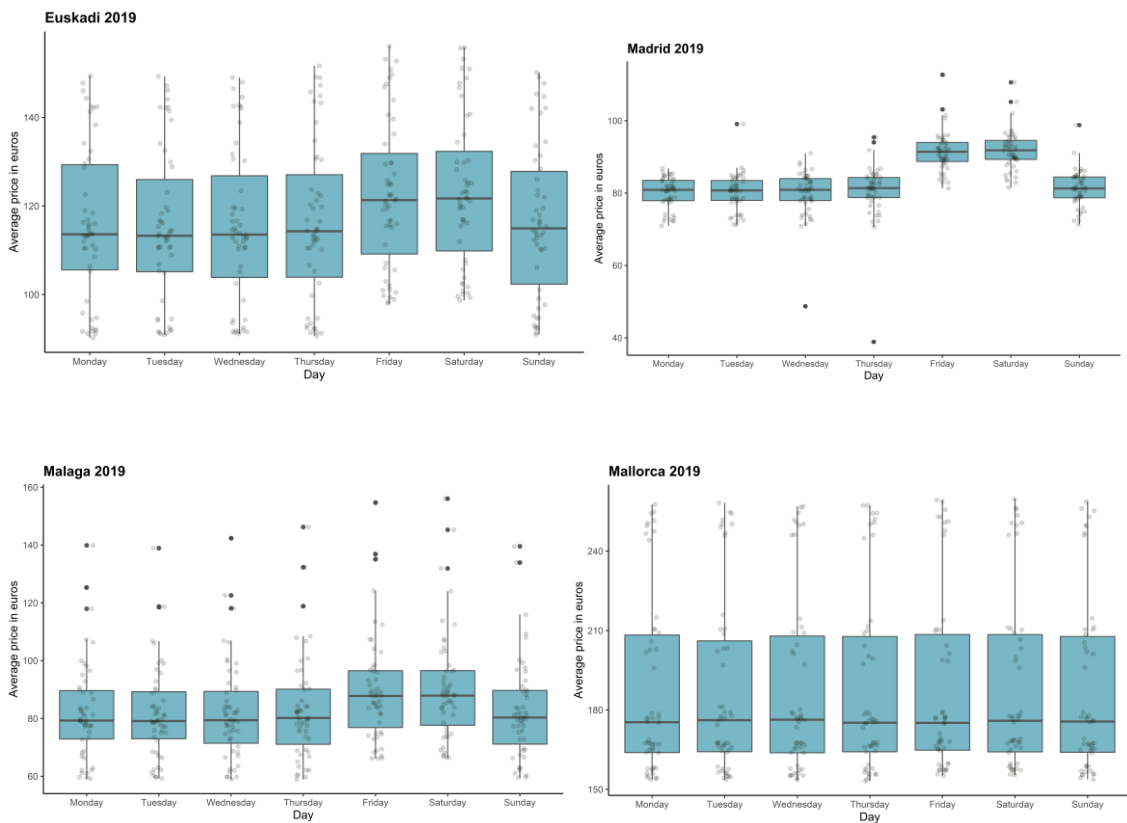 Euskadi 2019
Average price in euros
140
120
100
Monday Tuesday Wednesday Thursday Friday Saturday Sunday
Day
Madrid 2019
Average price in euros
100
80
60
40
Monday Tuesday Wednesday Thursday Friday Saturday Sunday
Day
Malaga 2019
Average price in euros
160
140
120
100
80
60
Monday Tuesday Wednesday Thursday Friday Saturday Sunday
Day
Mallorca 2019
Average price in euros
240
210
180
150
Monday Tuesday Wednesday Thursday Friday Saturday Sunday
Day